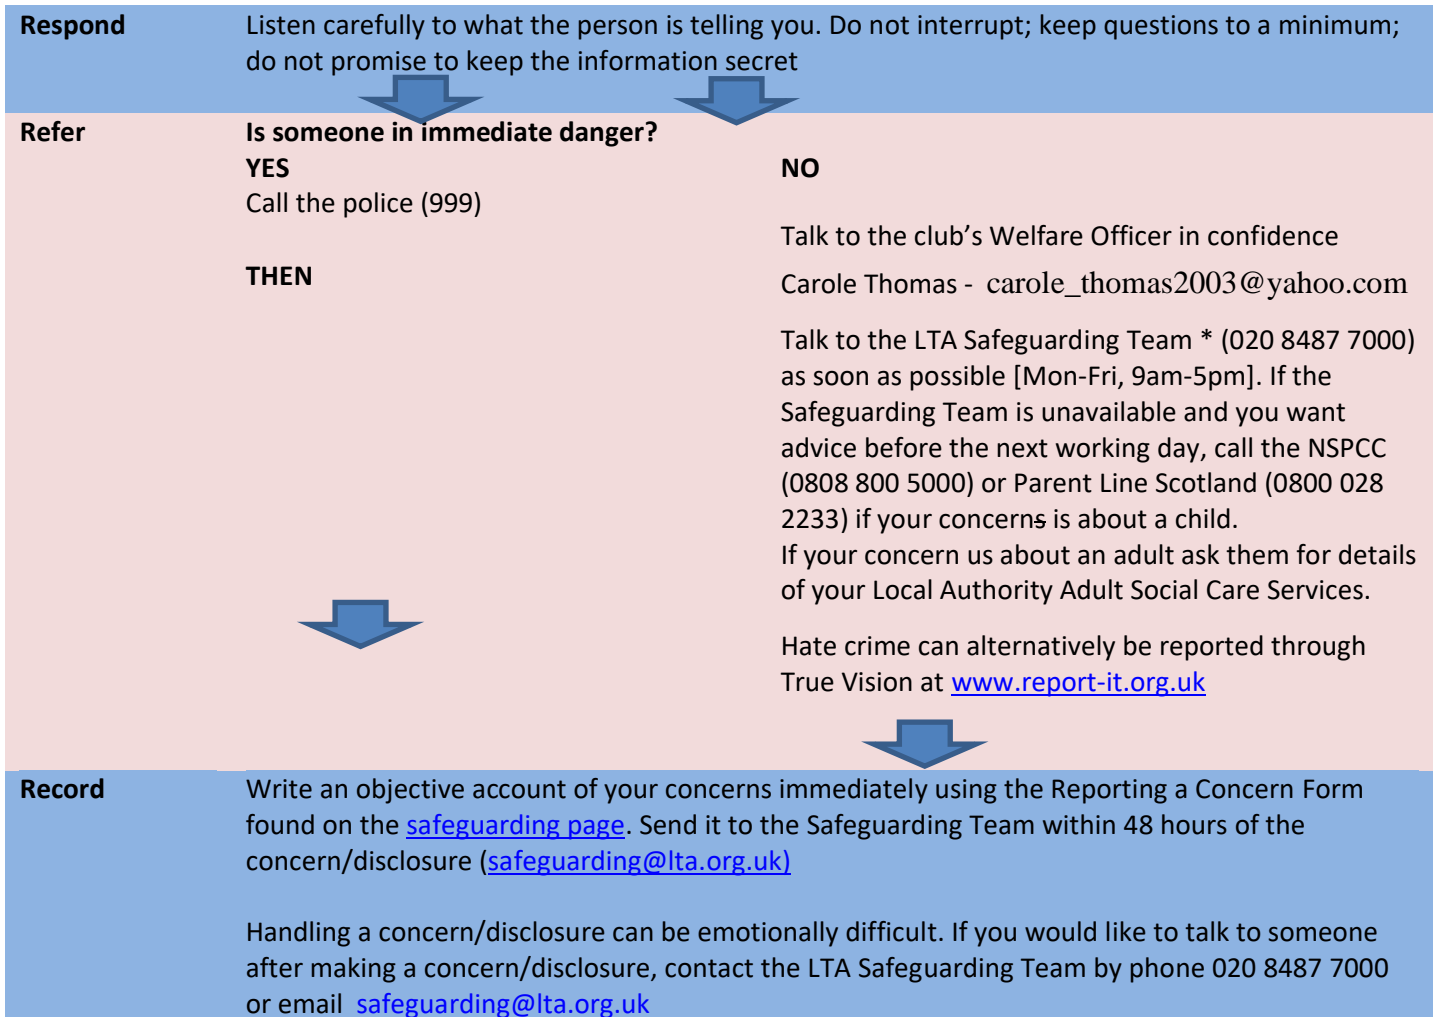 Respond
Listen carefully to what the person is telling you. Do not interrupt; keep questions to a minimum;
do not promise to keep the information secret
Refer
Is someone in immediate danger?
YES
Call the police (999)
THEN
NO
Talk to the club’s Welfare Officer in confidence
Carole Thomas - carole_thomas2003@yahoo.com
Talk to the LTA Safeguarding Team * (020 8487 7000)
as soon as possible [Mon-Fri, 9am-5pm]. If the
Safeguarding Team is unavailable and you want
advice before the next working day, call the NSPCC
(0808 800 5000) or Parent Line Scotland (0800 028
2233) if your concerns is about a child.
If your concern us about an adult ask them for details
of your Local Authority Adult Social Care Services.
Hate crime can alternatively be reported through
True Vision at www.report-it.org.uk
Record
Write an objective account of your concerns immediately using the Reporting a Concern Form
found on the safeguarding page. Send it to the Safeguarding Team within 48 hours of the
concern/disclosure (safeguarding@lta.org.uk)
Handling a concern/disclosure can be emotionally difficult. If you would like to talk to someone
after making a concern/disclosure, contact the LTA Safeguarding Team by phone 020 8487 7000
or email safeguarding@lta.org.uk